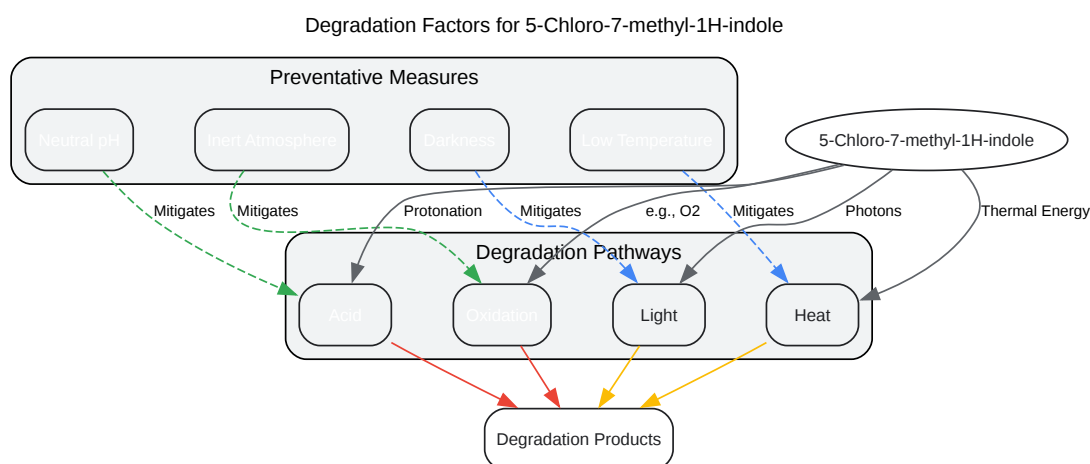 Degradation Factors for 5-Chloro-7-methyl-1H-indole
Preventative Measures
Neutral pH
Inert Atmosphere
Darkness
Low Temperature
5-Chloro-7-methyl-1H-indole
Mitigates
Mitigates
Protonation
Mitigates
e.g., O2
Mitigates
Photons
Thermal Energy
Degradation Pathways
Acid
Oxidation
Light
Heat
Degradation Products